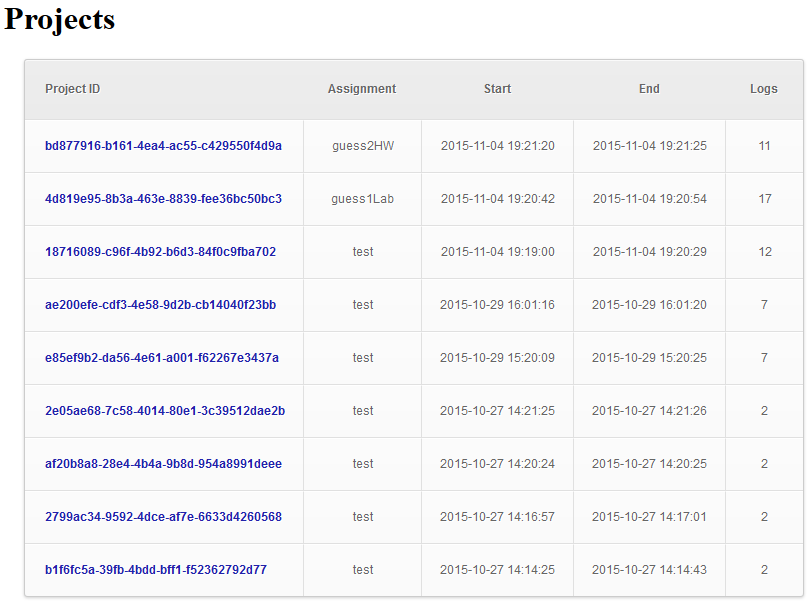 Projects
Project ID Assignment Start End Logs
bd877916-b161-4ea4-ac55-c429550f4d9a guess2HW 2015-11-04 19:21:20 2015-11-04 19:21:25 11
4d819e95-8b3a-463e-8839-fee36bc50bc3 guess1Lab 2015-11-04 19:20:42 2015-11-04 19:20:54 17
18716089-c96f-4b92-b6d3-84f0c9fba702 test 2015-11-04 19:19:00 2015-11-04 19:20:29 12
ae200efe-cdf3-4e58-9d2b-cb14040f23bb test 2015-10-29 16:01:16 2015-10-29 16:01:20 7
e85ef9b2-da56-4e61-a001-f62267e3437a test 2015-10-29 15:20:09 2015-10-29 15:20:25 7
2e05ae68-7c58-4014-80e1-3c39512dae2b test 2015-10-27 14:21:25 2015-10-27 14:21:26 2
af20b8a8-28e4-4b4a-9b8d-954a8991deee test 2015-10-27 14:20:24 2015-10-27 14:20:25 2
2799ac34-9592-4dce-af7e-6633d4260568 test 2015-10-27 14:16:57 2015-10-27 14:17:01 2
b1f6fc5a-39fb-4bdd-bff1-f52362792d77 test 2015-10-27 14:14:25 2015-10-27 14:14:43 2